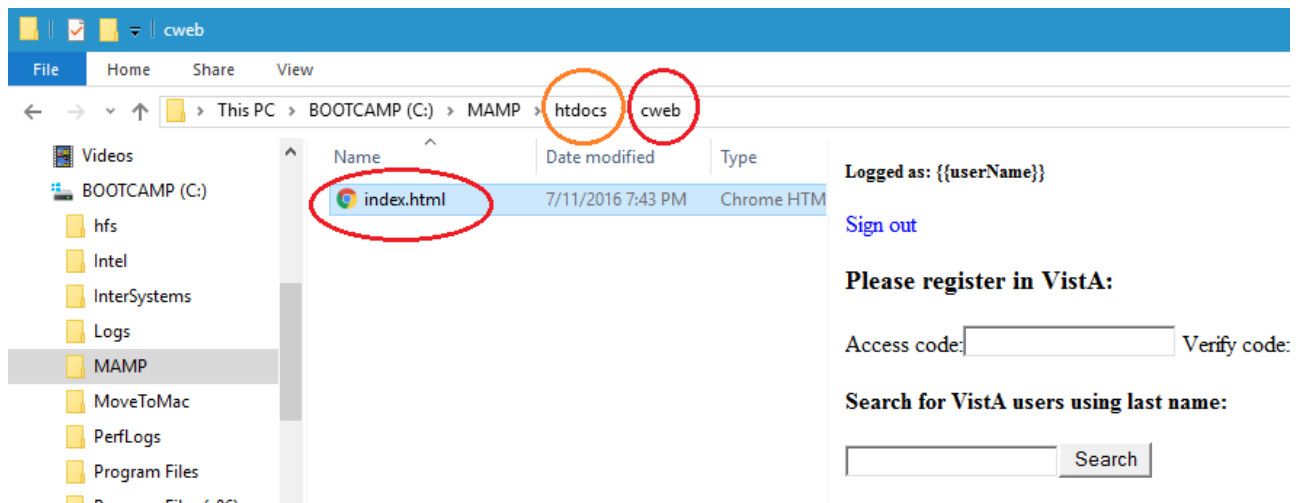 cweb
File Home Share View
This PC > BOOTCAMP (C:) > MAMP > htdocs > cweb
Videos
BOOTCAMP (C:)
hfs
Intel
InterSystems
Logs
MAMP
MoveToMac
PerfLogs
Program Files
Name Date modified Type
index.html 7/11/2016 7:43 PM Chrome HTM
Logged as: {{userName}}
Sign out
Please register in VistA:
Access code: Verify code:
Search for VistA users using last name:
Search